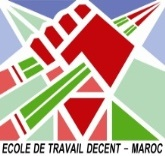 ECOLE DE TRAVAIL DECENT - MAROC